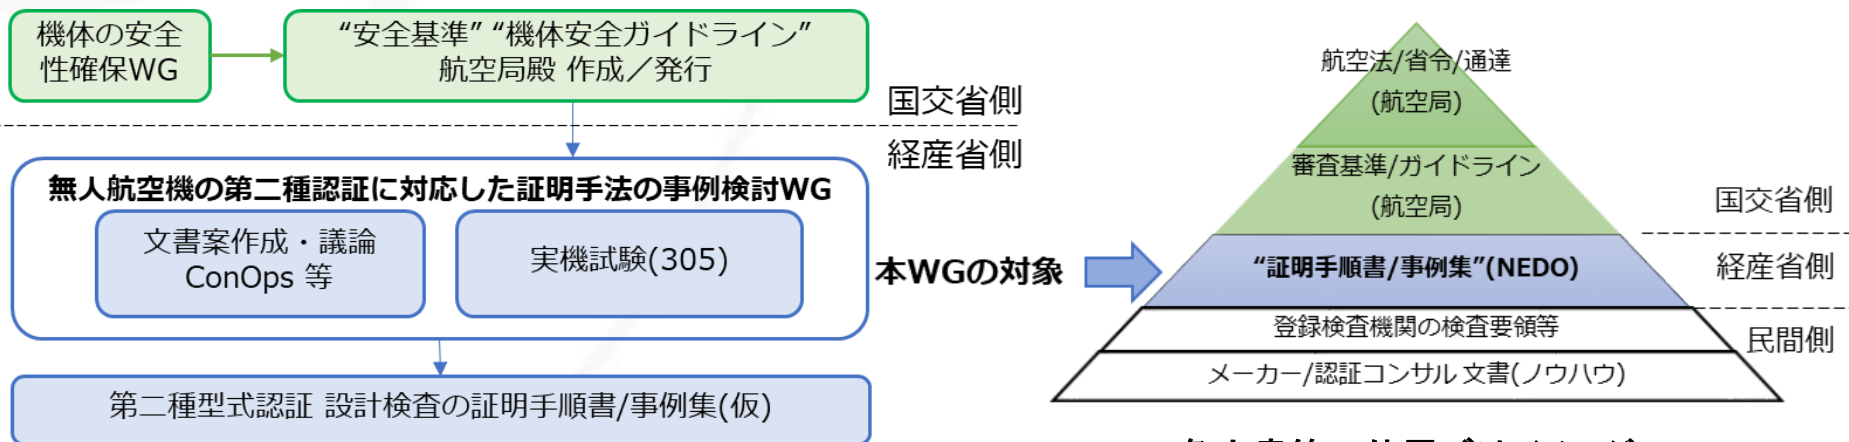 機体の安全
性確保WG
“安全基準” “機体安全ガイドライン”
航空局殿 作成／発行
国交省側
経産省側
無人航空機の第二種認証に対応した証明手法の事例検討WG
文書案作成・議論
ConOps 等
実機試験(305)
第二種型式認証 設計検査の証明手順書/事例集(仮)
本WGの対象
航空法/省令/通達
(航空局)
審査基準/ガイドライン
(航空局)
国交省側
“証明手順書/事例集”(NEDO)
経産省側
登録検査機関の検査要領等
民間側
メーカー/認証コンサル 文書(ノウハウ)